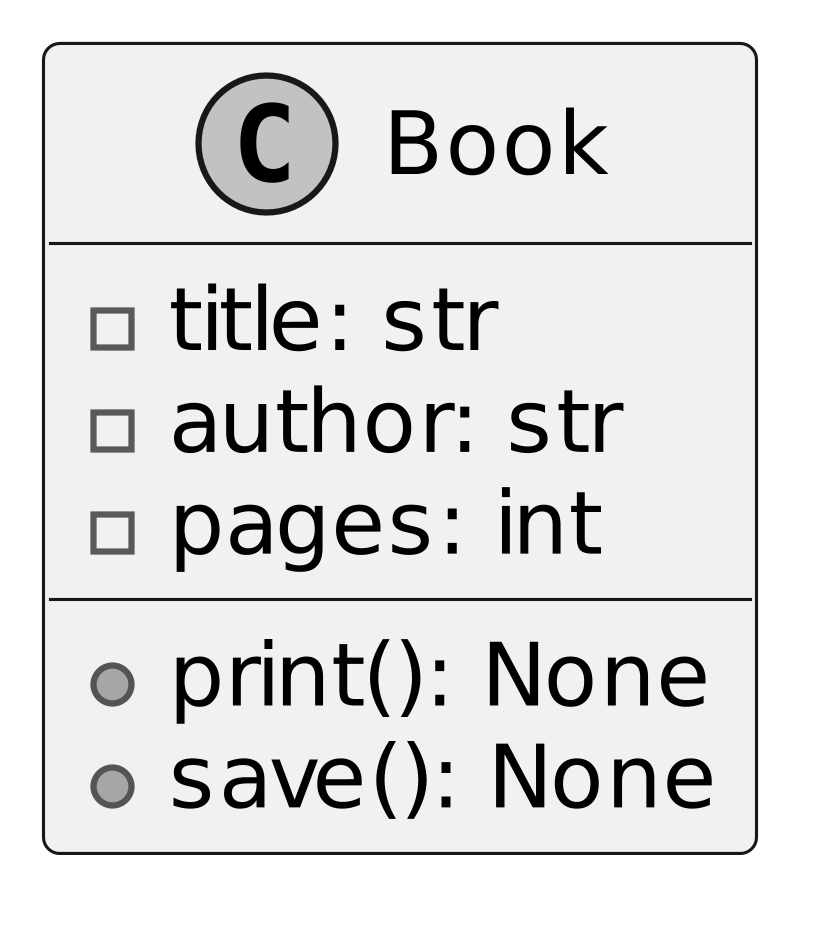 C Book
title: str
author: str
pages: int
print(): None
save(): None